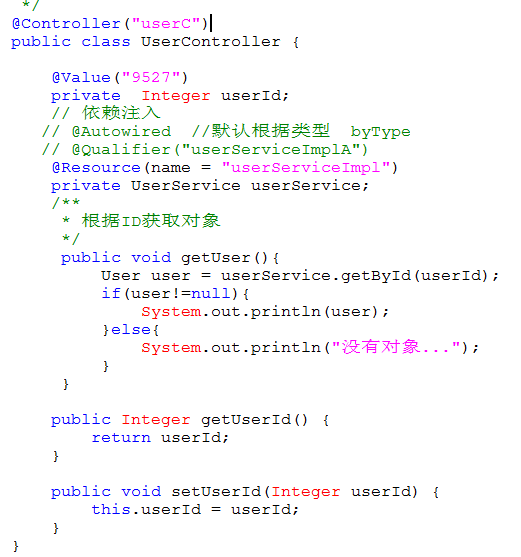 */
@Controller("userC")
public class UserController {
@Value("9527")
private  Integer userId;
// 依赖注入
// @Autowired  //默认根据类型  byType
// @Qualifier("userServiceImplA")
@Resource(name = "userServiceImpl")
private UserService userService;
/**
* 根据ID获取对象
*/
public void getUser(){
User user = userService.getById(userId);
if(user!=null){
System.out.println(user);
}else{
System.out.println("没有对象...");
}
}
public Integer getUserId() {
return userId;
}
public void setUserId(Integer userId) {
this.userId = userId;
}
}